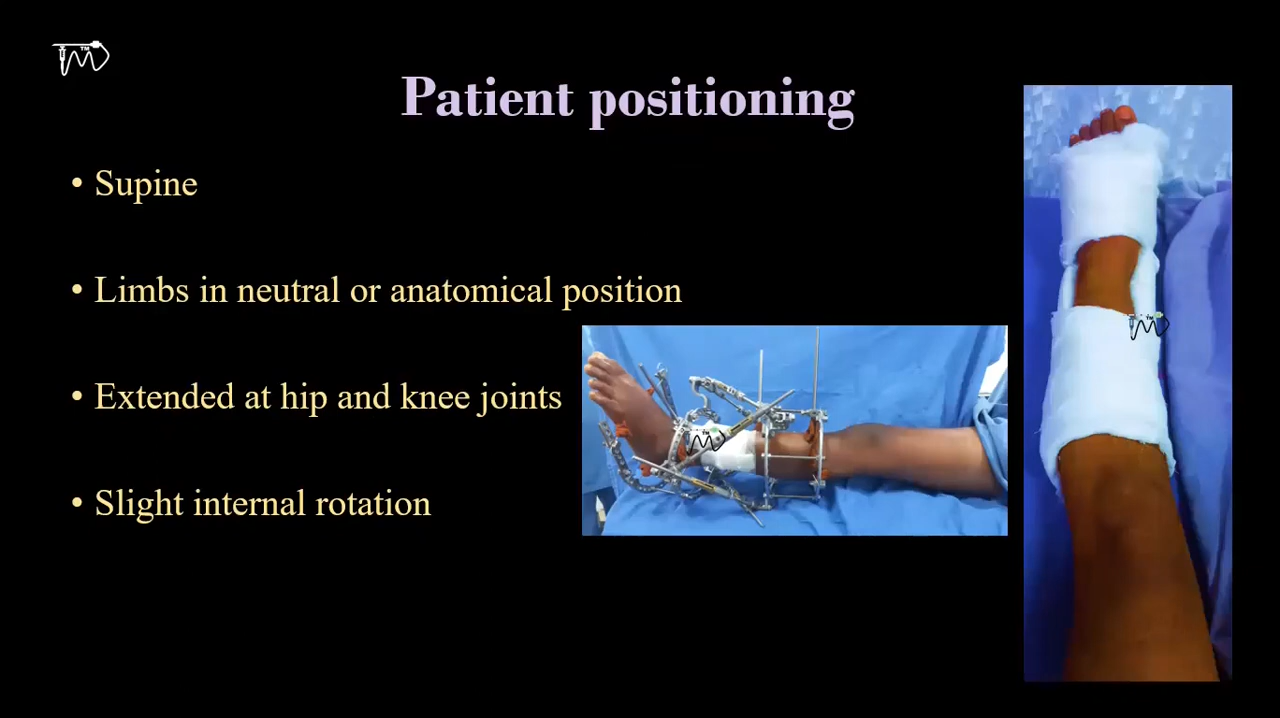 Patient positioning
• Supine
• Limbs in neutral or anatomical position
• Extended at hip and knee joints
• Slight internal rotation